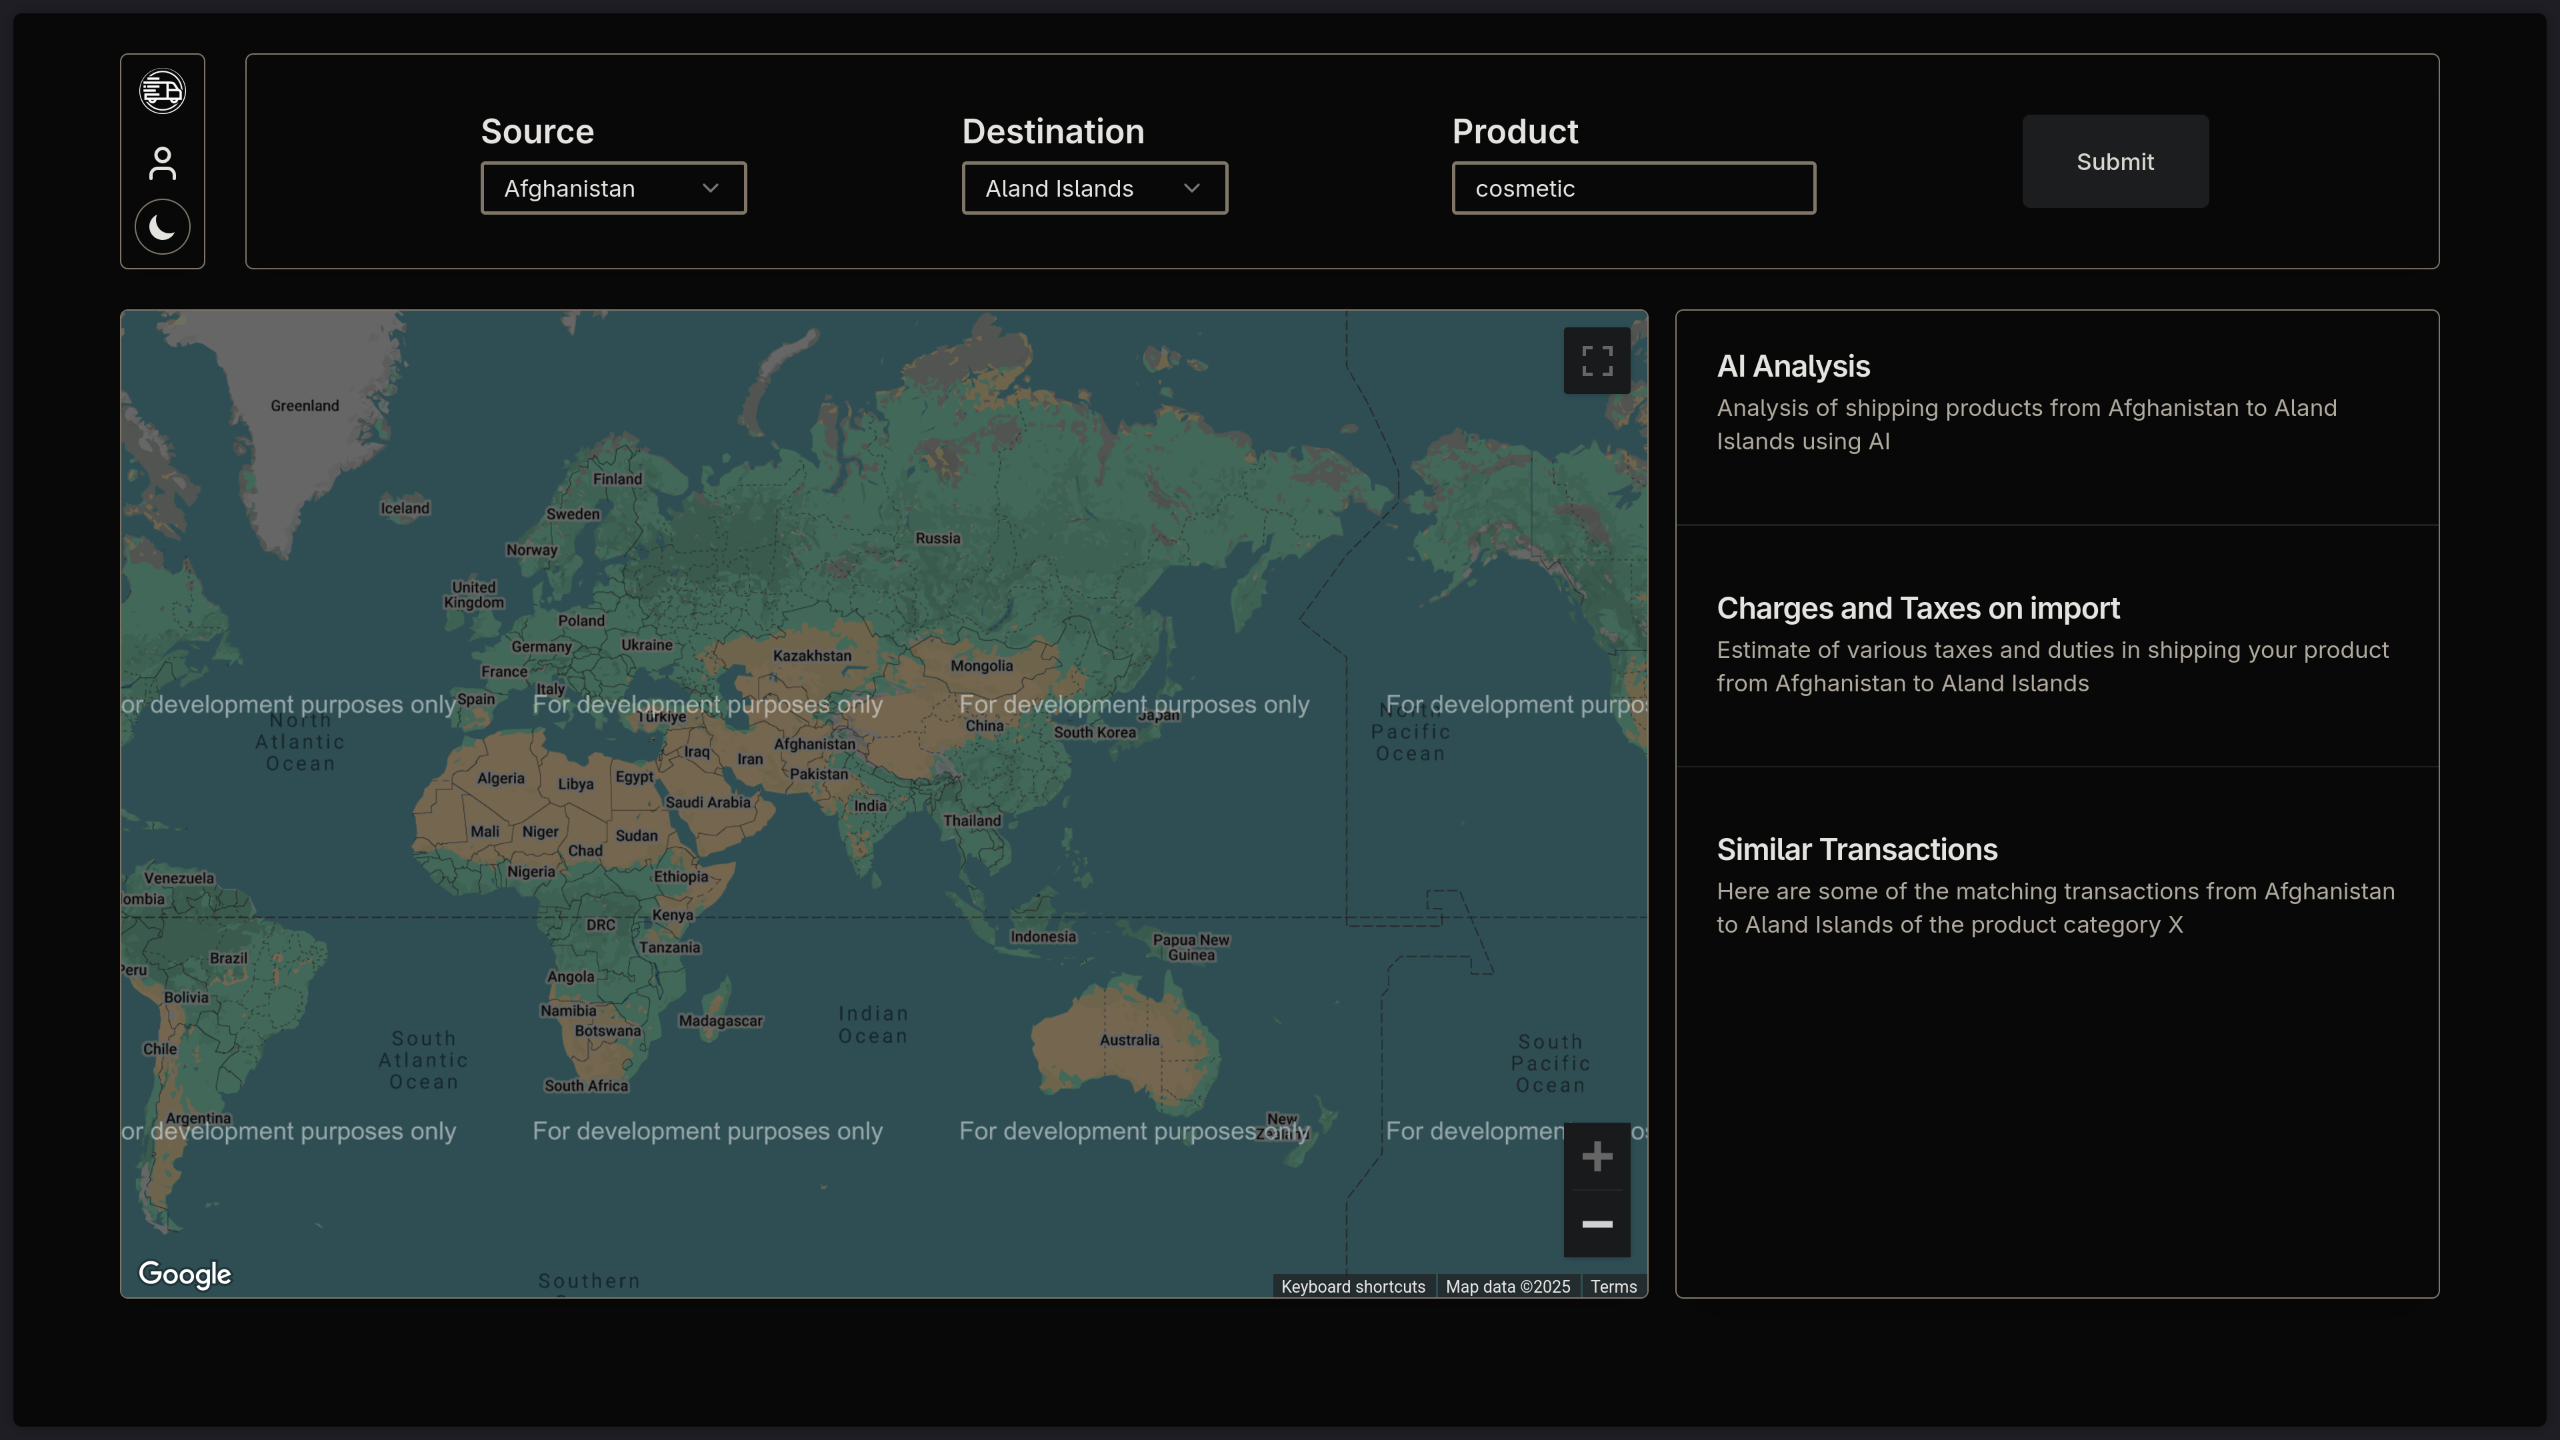 Source
Destination
Product
Afghanistan
Aland Islands
cosmetic
Submit
Greenland
Iceland
Finland
Sweden
Norway
Russia
United
Kingdom
Poland
Germany
Ukraine
France
Kazakhstan
Mongolia
Italy
Spain
or development purposes only
For development purposes only
For development purposes only
For development purpo
Türkiye
Japan
China
South Korea
North
Atlantic
Ocean
North
Pacific
Ocean
Iraq
Iran
Afghanistan
Pakistan
Algeria
Libya
Egypt
Saudi Arabia
India
Thailand
Mali
Niger
Chad
Sudan
Nigeria
Ethiopia
Venezuela
lombia
Kenya
DRC
Tanzania
Indonesia
Papua New
Guinea
Brazil
Peru
Angola
Bolivia
Namibia
Botswana
Madagascar
Indian
Ocean
Australia
Chile
South
Atlantic
Ocean
South
Pacific
Ocean
South Africa
Argentina
New
Zealand
or development purposes only
For development purposes only
For development purposes only
For developmen
os
Southern
Google
Keyboard shortcuts
Map data ©2025
Terms
AI Analysis
Analysis of shipping products from Afghanistan to Aland
Islands using AI
Charges and Taxes on import
Estimate of various taxes and duties in shipping your product
from Afghanistan to Aland Islands
Similar Transactions
Here are some of the matching transactions from Afghanistan
to Aland Islands of the product category X